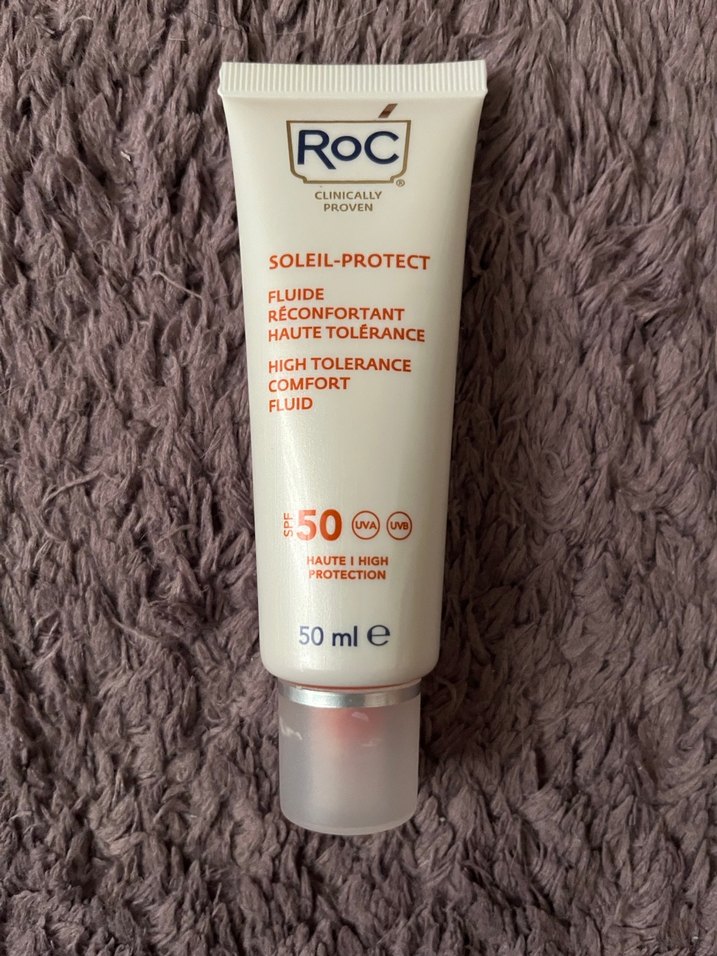 RoC
®
CLINICALLY
PROVEN
SOLEIL-PROTECT
FLUIDE
RÉCONFORTANT
HAUTE TOLÉRANCE
HIGH TOLERANCE
COMFORT
FLUID
SPF 50 UVA UVB
HAUTE I HIGH
PROTECTION
50 ml ℮